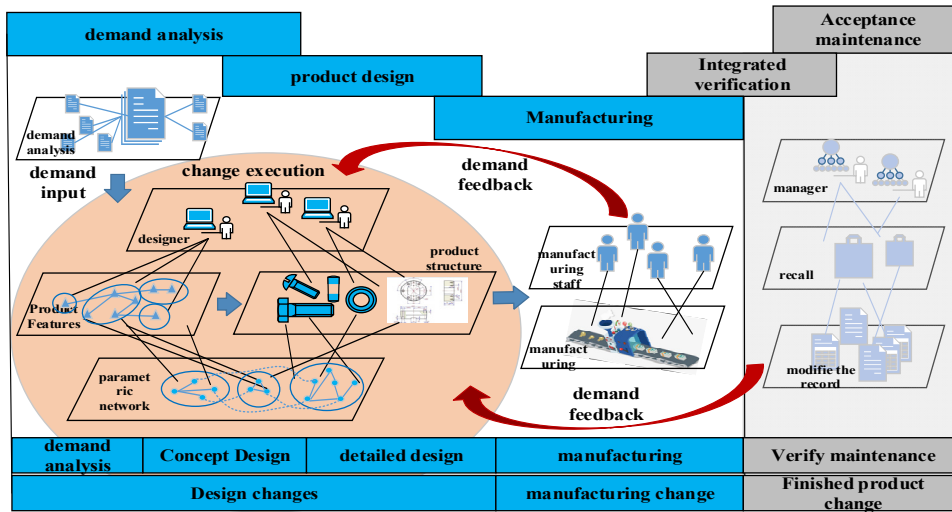 Acceptance
maintenance
demand analysis
Integrated
verification
product design
Manufacturing
demand
analysis
demand
input
change execution
demand
feedback
designer
manager
product
structure
manufact
uring
staff
recall
Product
Features
manufact
uring
paramet
ric
network
modifie the
record
demand
feedback
demand
analysis
Concept Design
detailed design
manufacturing
Verify maintenance
Design changes
manufacturing change
Finished product
change